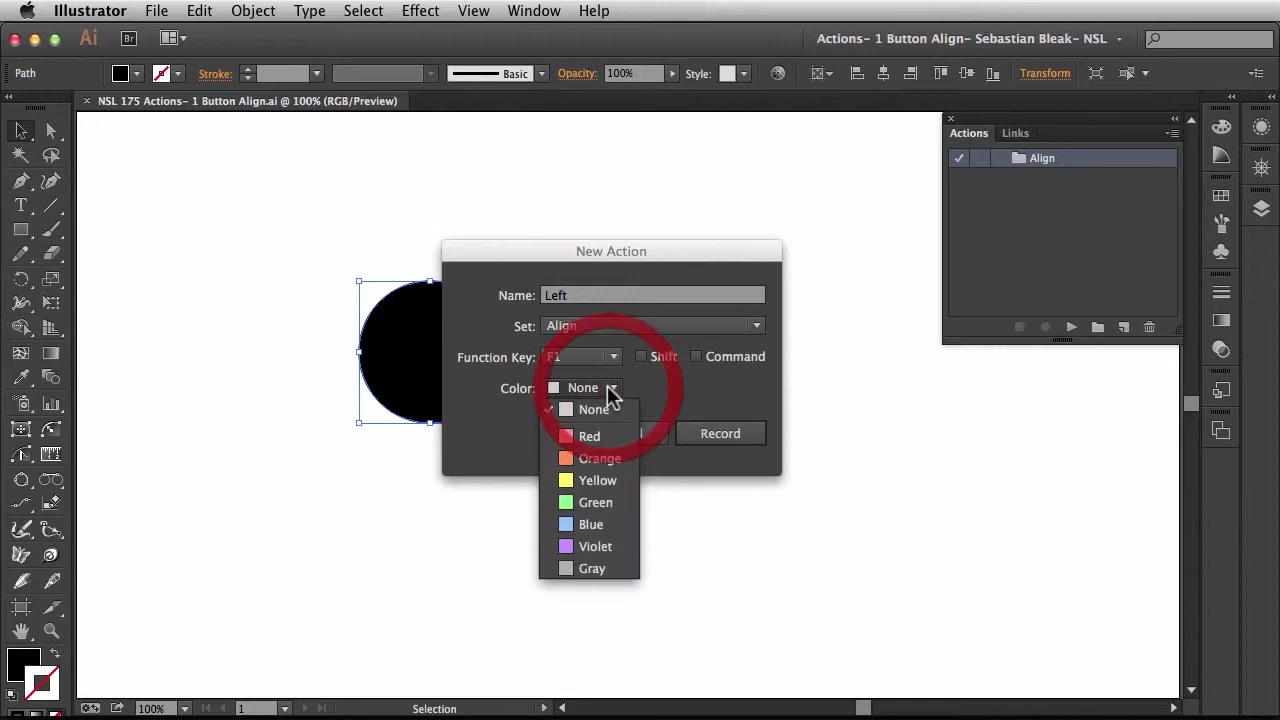 Illustrator File Edit Object Type Select Effect View Window Help
Ai Br Actions- 1 Button Align- Sebastian Bleak- NSL
Path Stroke: Basic Opacity: 100% Style: Transform
× NSL 175 Actions- 1 Button Align.ai @ 100% (RGB/Preview)
Actions Links
Align
New Action
Name: Left
Set: Align
Function Key: F1 Shift Command
Color: None
None
Record
Red
Orange
Yellow
Green
Blue
Violet
Gray
100% 1 Selection